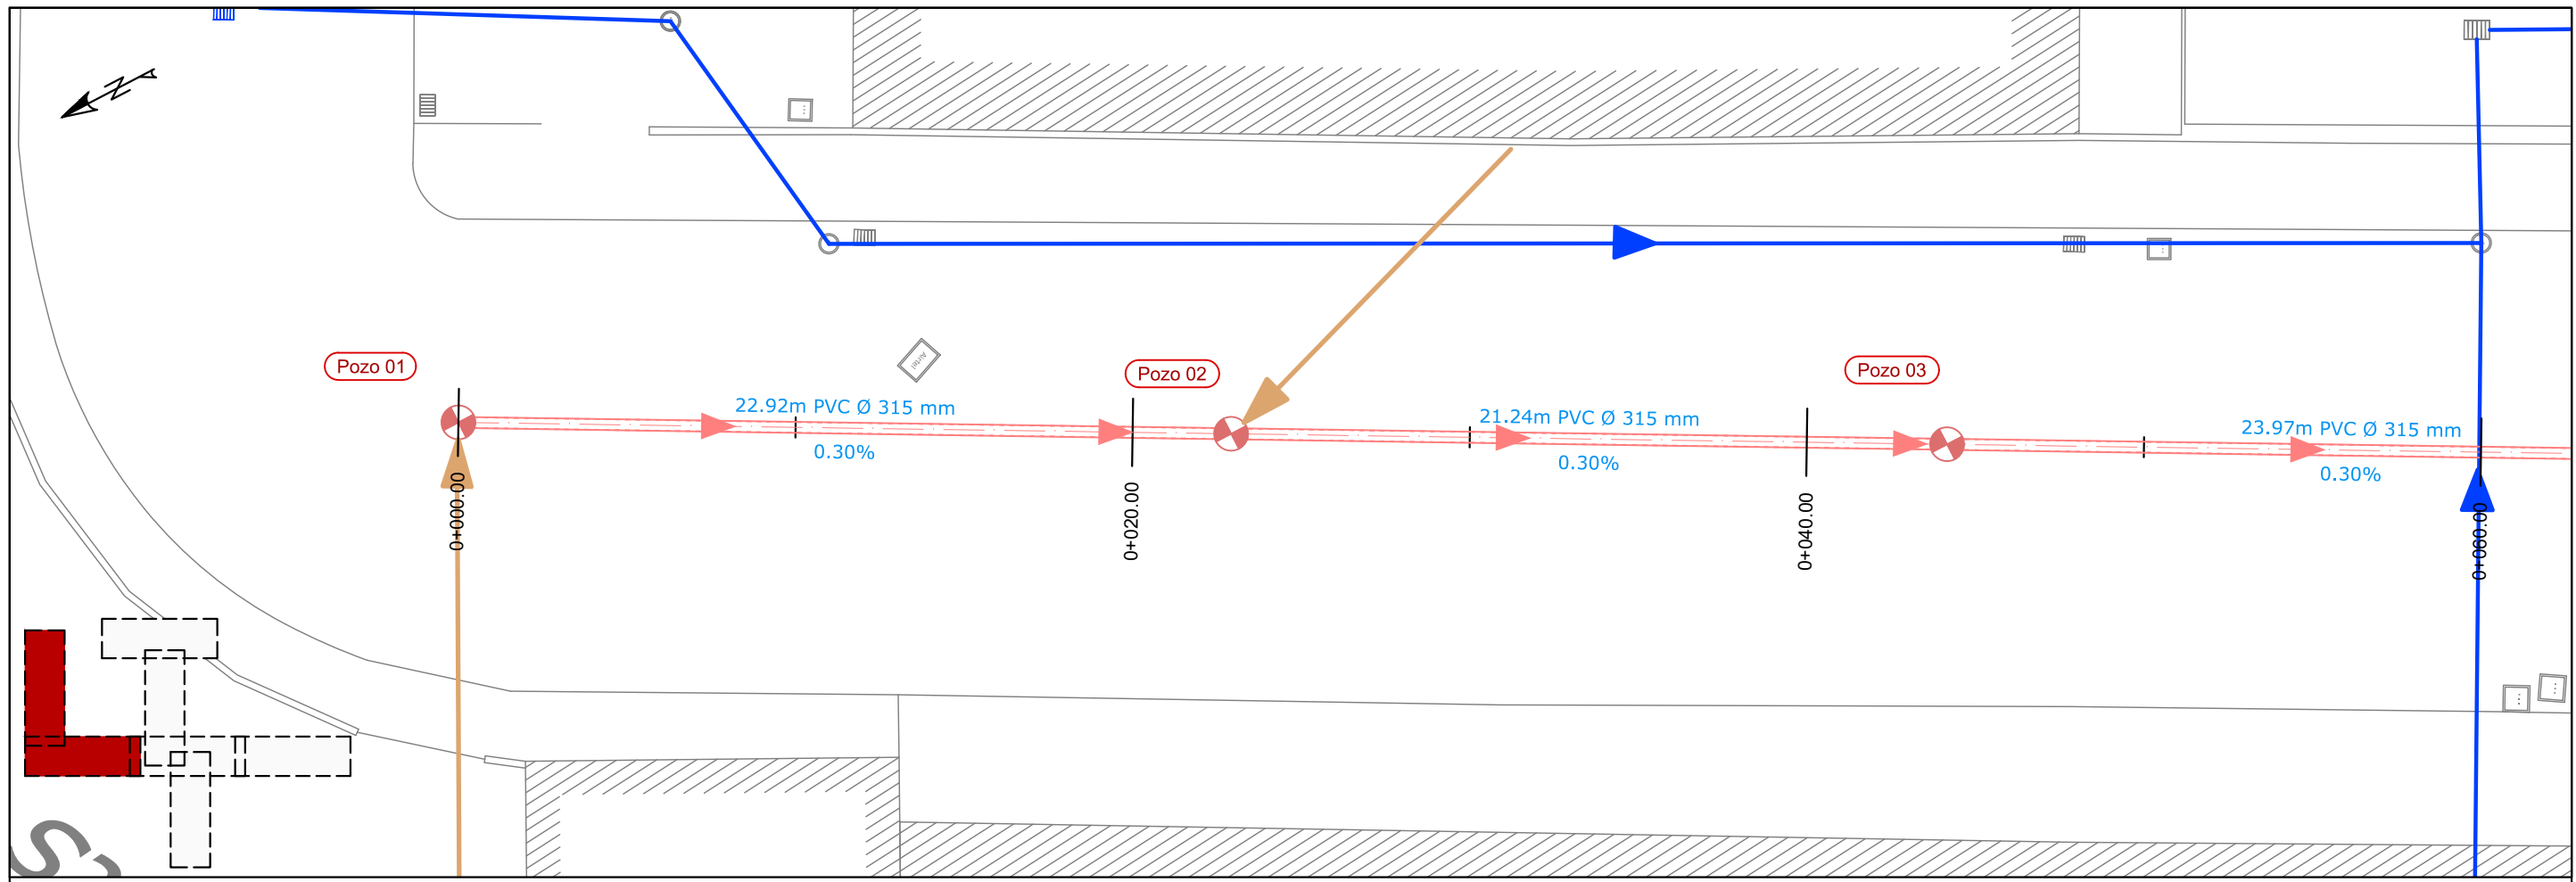 N
Pozo 01
Pozo 02
Pozo 03
Airtel
22.92m PVC Ø 315 mm
0.30%
21.24m PVC Ø 315 mm
0.30%
23.97m PVC Ø 315 mm
0.30%
0+000.00
0+020.00
0+040.00
0+060.00